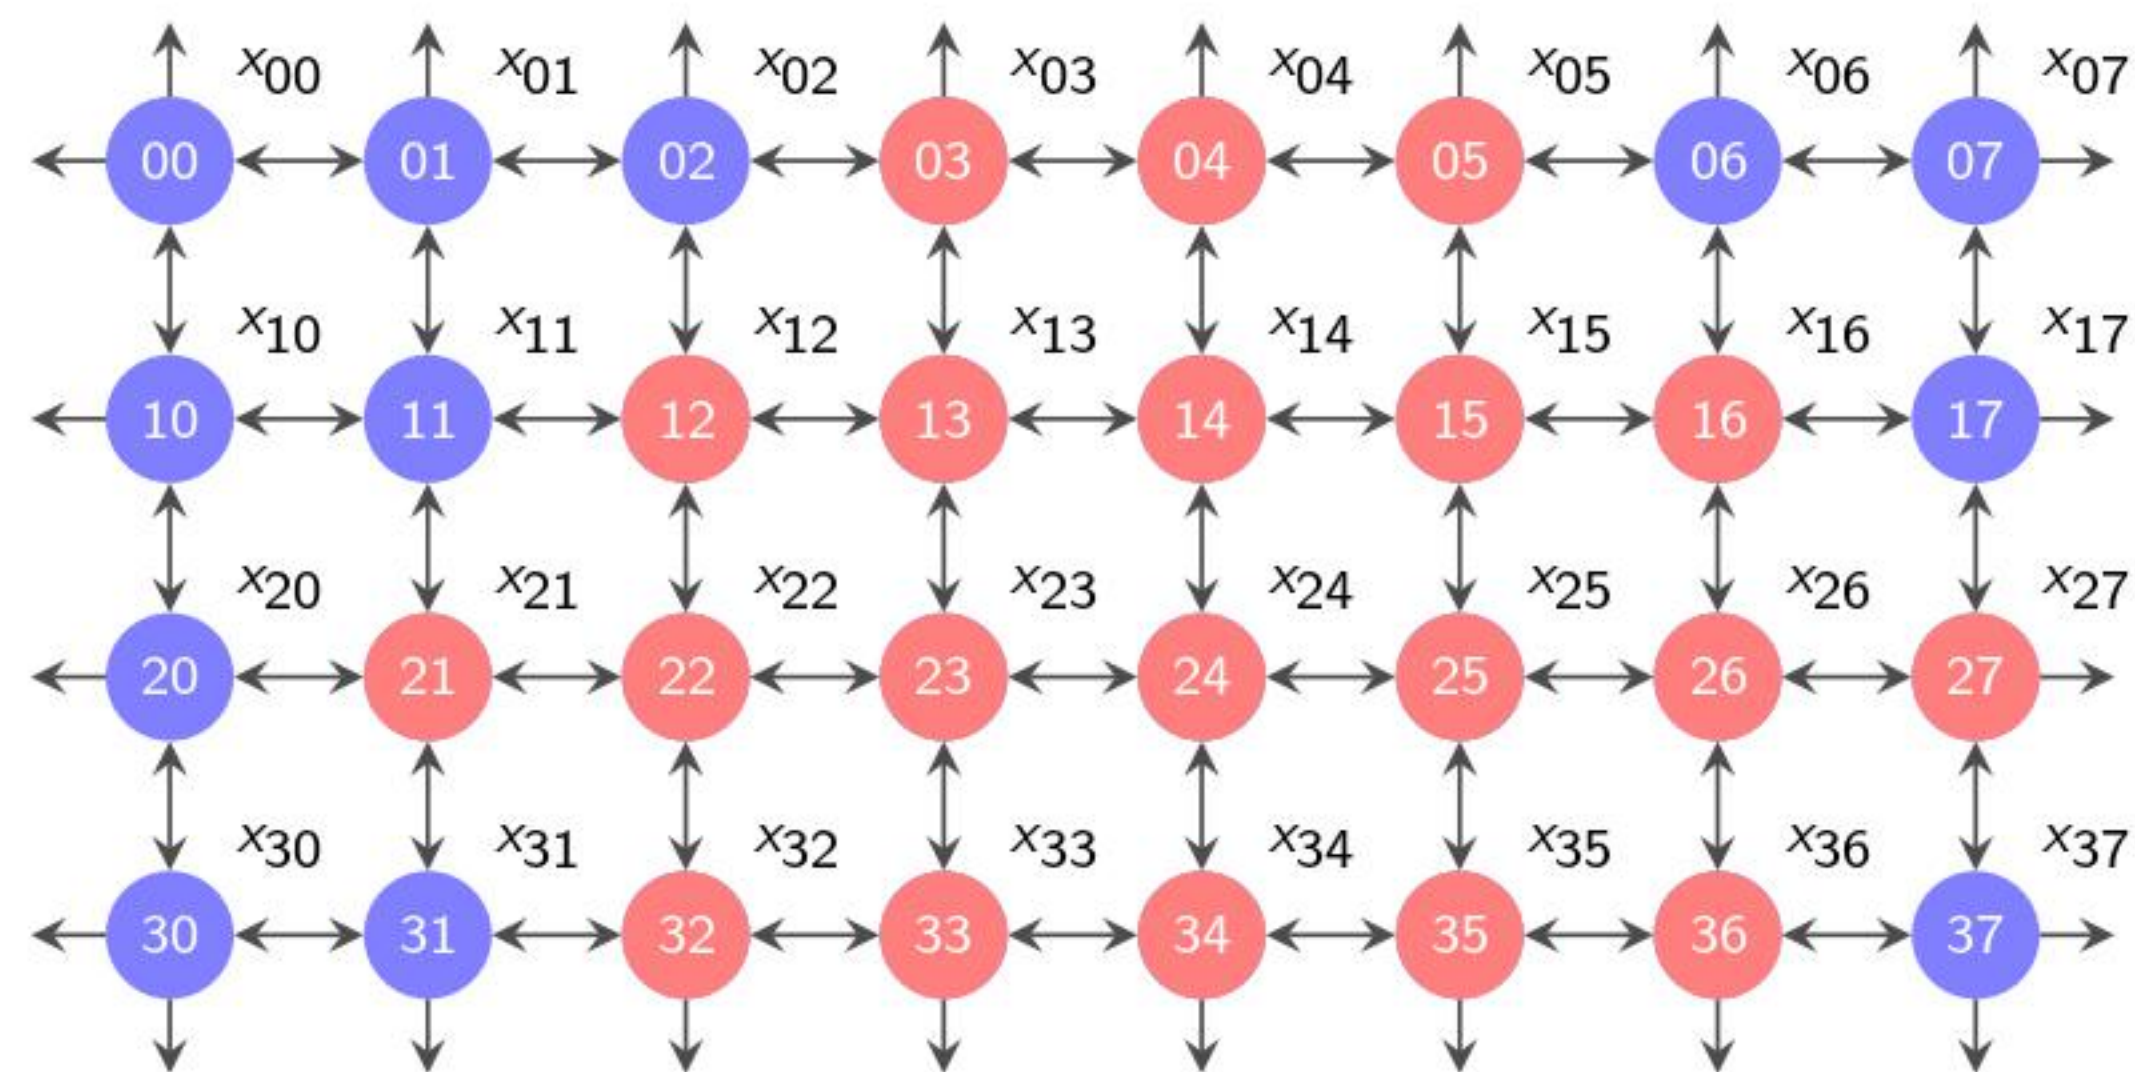 x00 x01 x02 x03 x04 x05 x06 x07
00 01 02 03 04 05 06 07
x10 x11 x12 x13 x14 x15 x16 x17
10 11 12 13 14 15 16 17
x20 x21 x22 x23 x24 x25 x26 x27
20 21 22 23 24 25 26 27
x30 x31 x32 x33 x34 x35 x36 x37
30 31 32 33 34 35 36 37